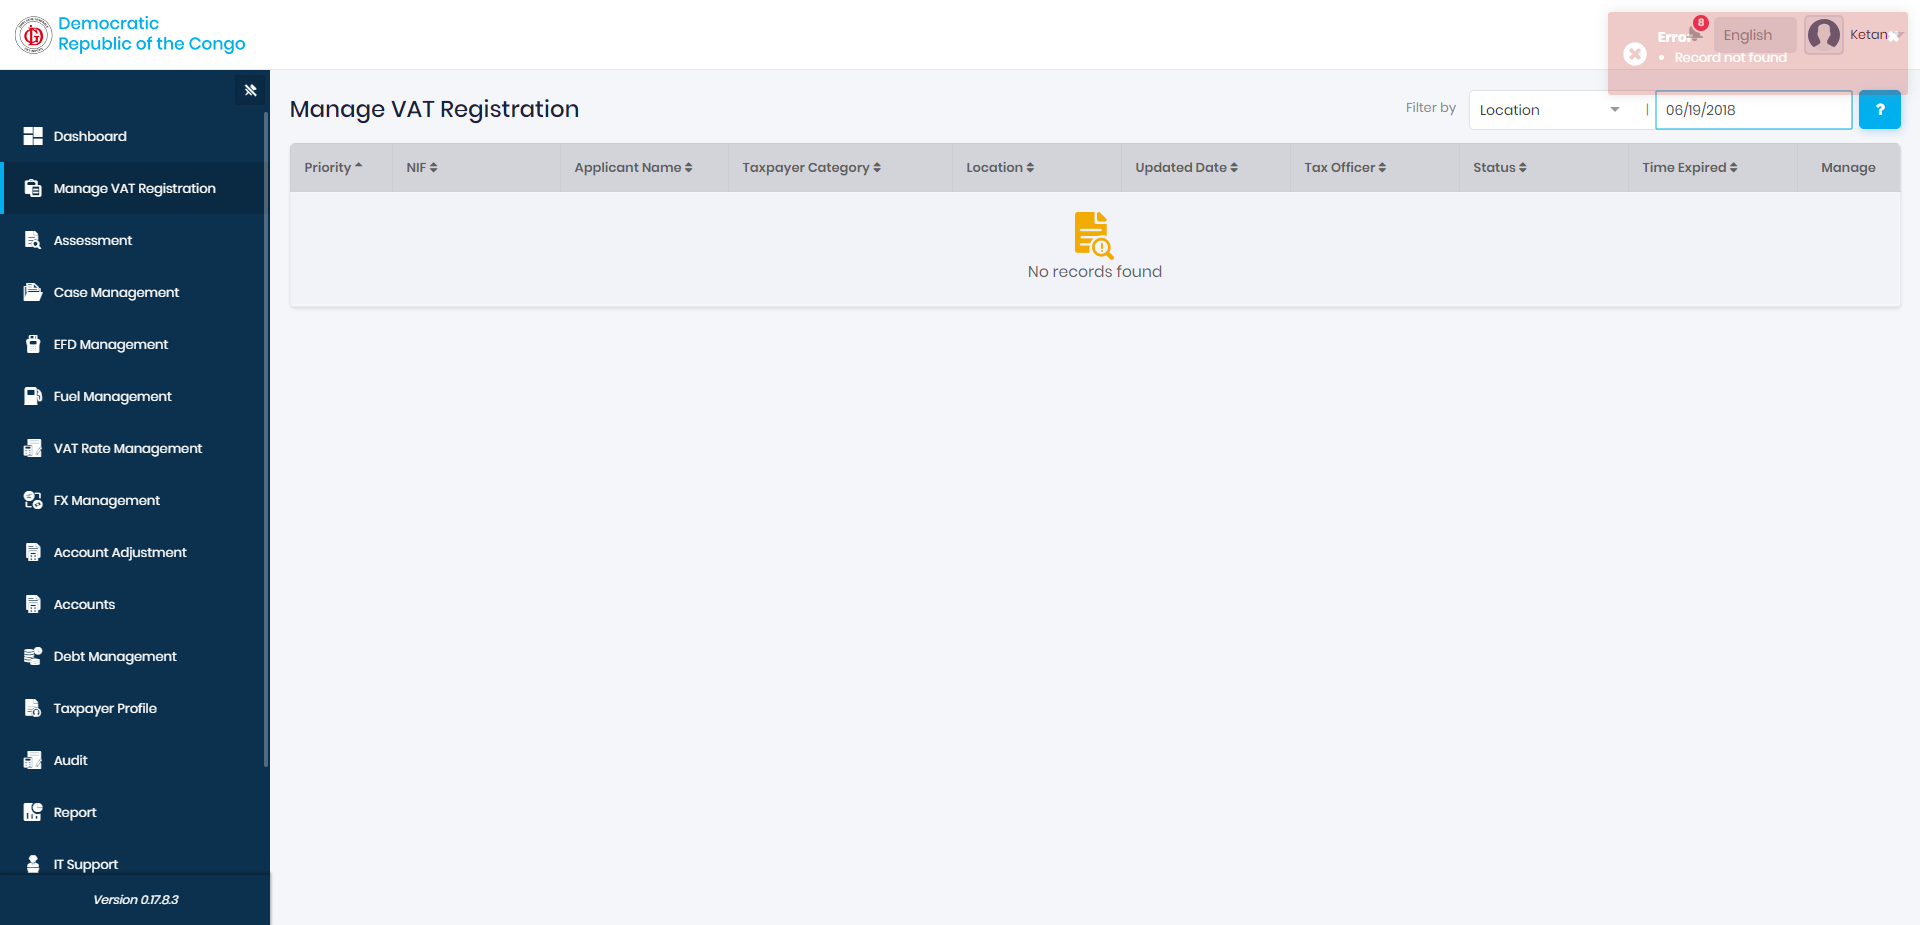 Democratic
Republic of the Congo
8
English
Ketan
Error
Record not found
Manage VAT Registration
Filter by
Location
|
06/19/2018
?
Priority
NIF
Applicant Name
Taxpayer Category
Location
Updated Date
Tax Officer
Status
Time Expired
Manage
No records found
Dashboard
Manage VAT Registration
Assessment
Case Management
EFD Management
Fuel Management
VAT Rate Management
FX Management
Account Adjustment
Accounts
Debt Management
Taxpayer Profile
Audit
Report
IT Support
Version 0.17.8.3